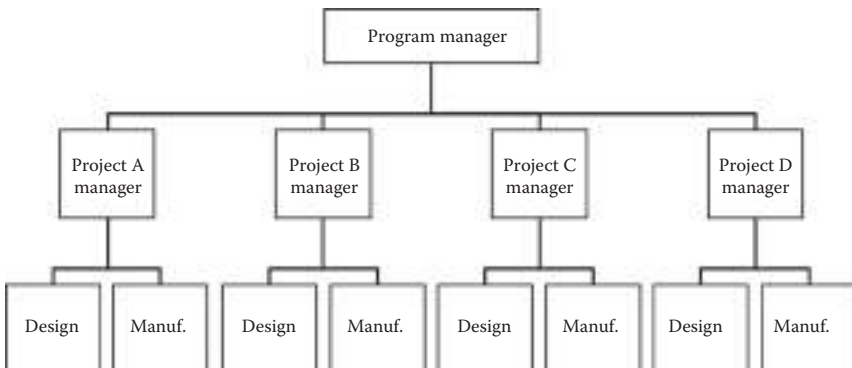 Program manager
Project A
manager
Project B
manager
Project C
manager
Project D
manager
Design
Manuf.
Design
Manuf.
Design
Manuf.
Design
Manuf.